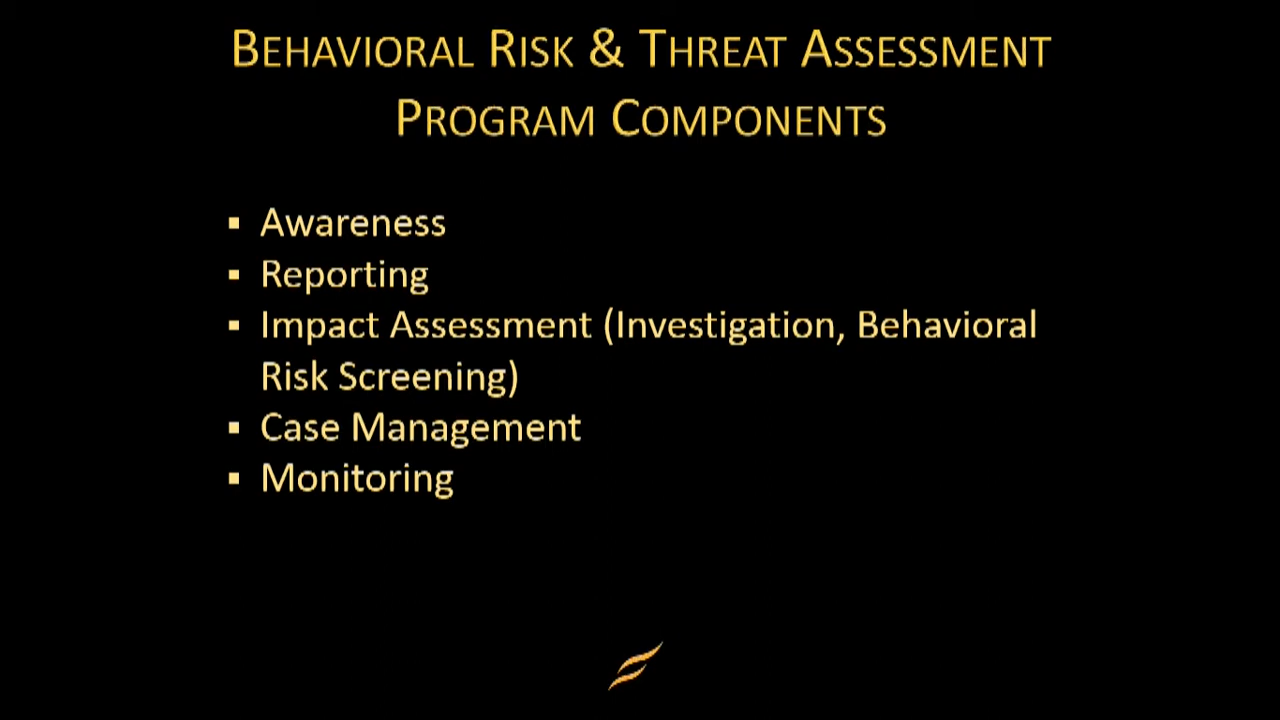 BEHAVIORAL RISK & THREAT ASSESSMENT
PROGRAM COMPONENTS
▪ Awareness
▪ Reporting
▪ Impact Assessment (Investigation, Behavioral
Risk Screening)
▪ Case Management
▪ Monitoring